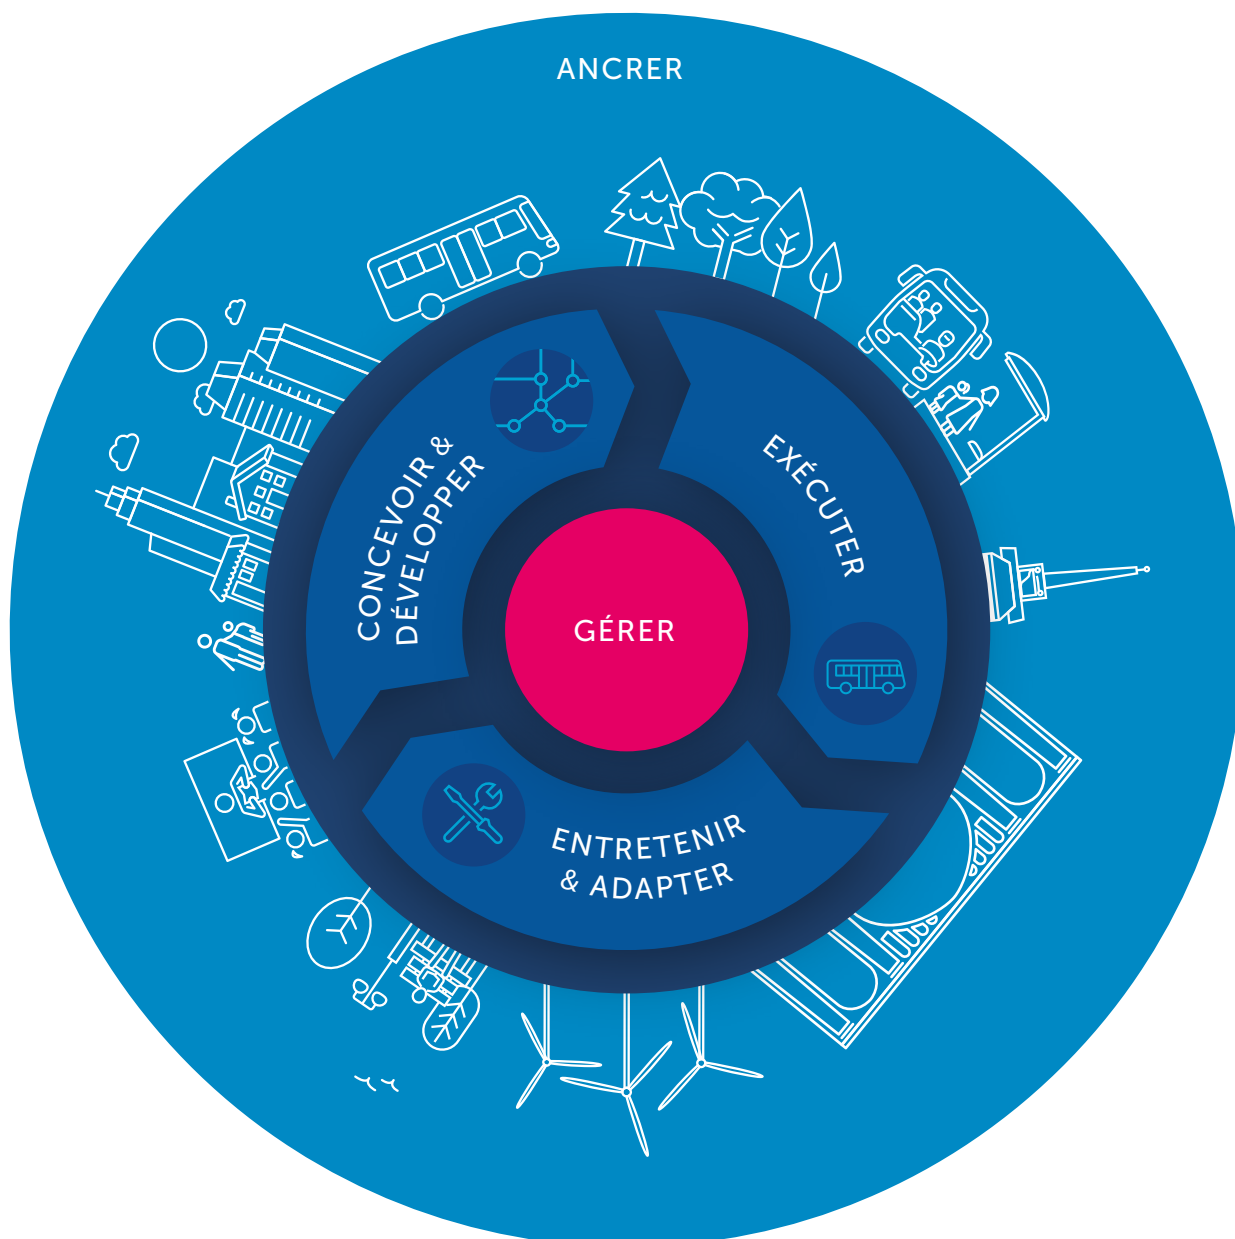 ANCRER
CONCEVOIR &
DÉVELOPPER
EXÉCUTER
GÉRER
ENTRETENIR
& ADAPTER